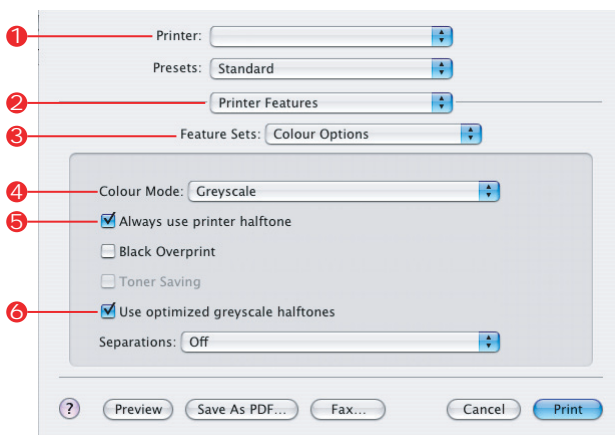 1 Printer:
Presets: Standard
2 Printer Features
3 Feature Sets: Colour Options
4 Colour Mode: Greyscale
5 Always use printer halftone
Black Overprint
Toner Saving
6 Use optimized greyscale halftones
Separations: Off
? Preview Save As PDF... Fax... Cancel Print